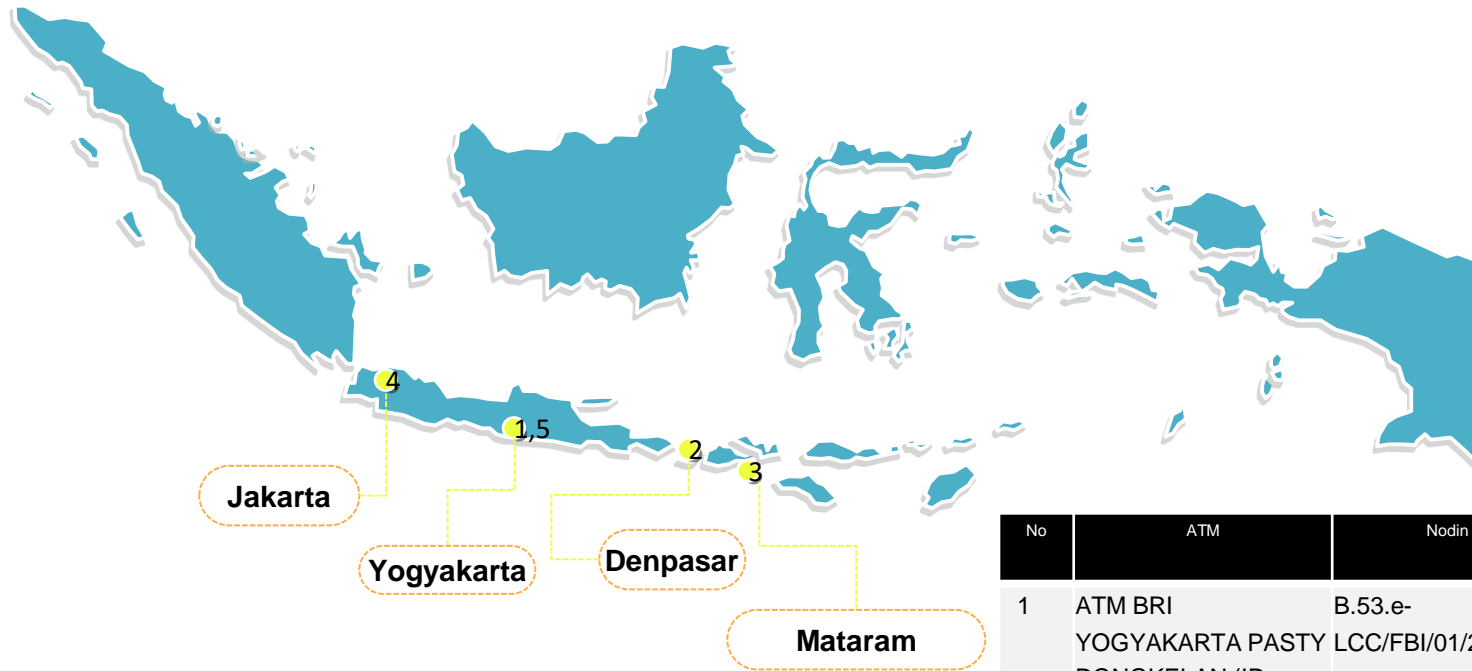 4
1,5
2
3
Jakarta
Yogyakarta
Denpasar
Mataram
No ATM Nodin
1 ATM BRI B.53.e-
YOGYAKARTA PASTY LCC/FBI/01/2